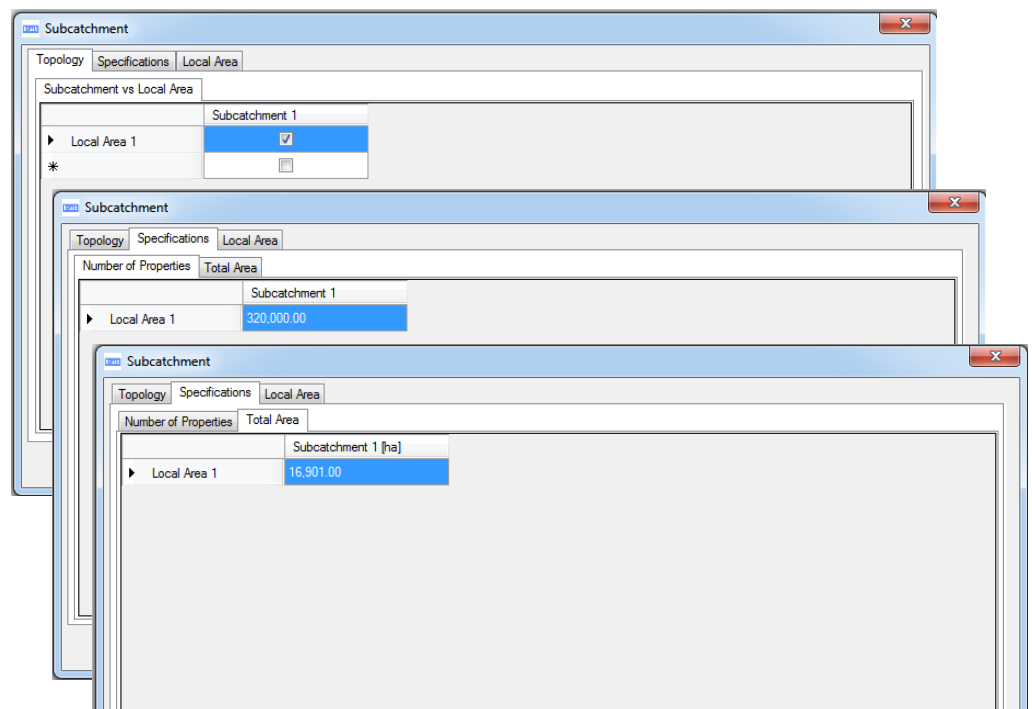 Subcatchment
Topology Specifications Local Area
Subcatchment vs Local Area
Subcatchment 1
Local Area 1
Subcatchment
Topology Specifications Local Area
Number of Properties Total Area
Subcatchment 1
Local Area 1 320,000.00
Subcatchment
Topology Specifications Local Area
Number of Properties Total Area
Subcatchment 1 [ha]
Local Area 1 16,901.00